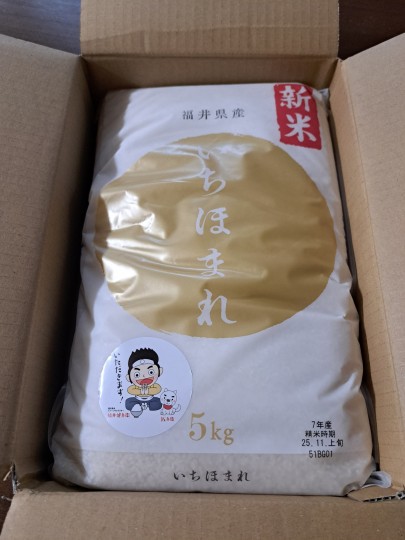 新米
福井県産
いちほまれ
いただきます!
5kg
7年産
精米時期
25.11.上旬
51BG01
いちほまれ